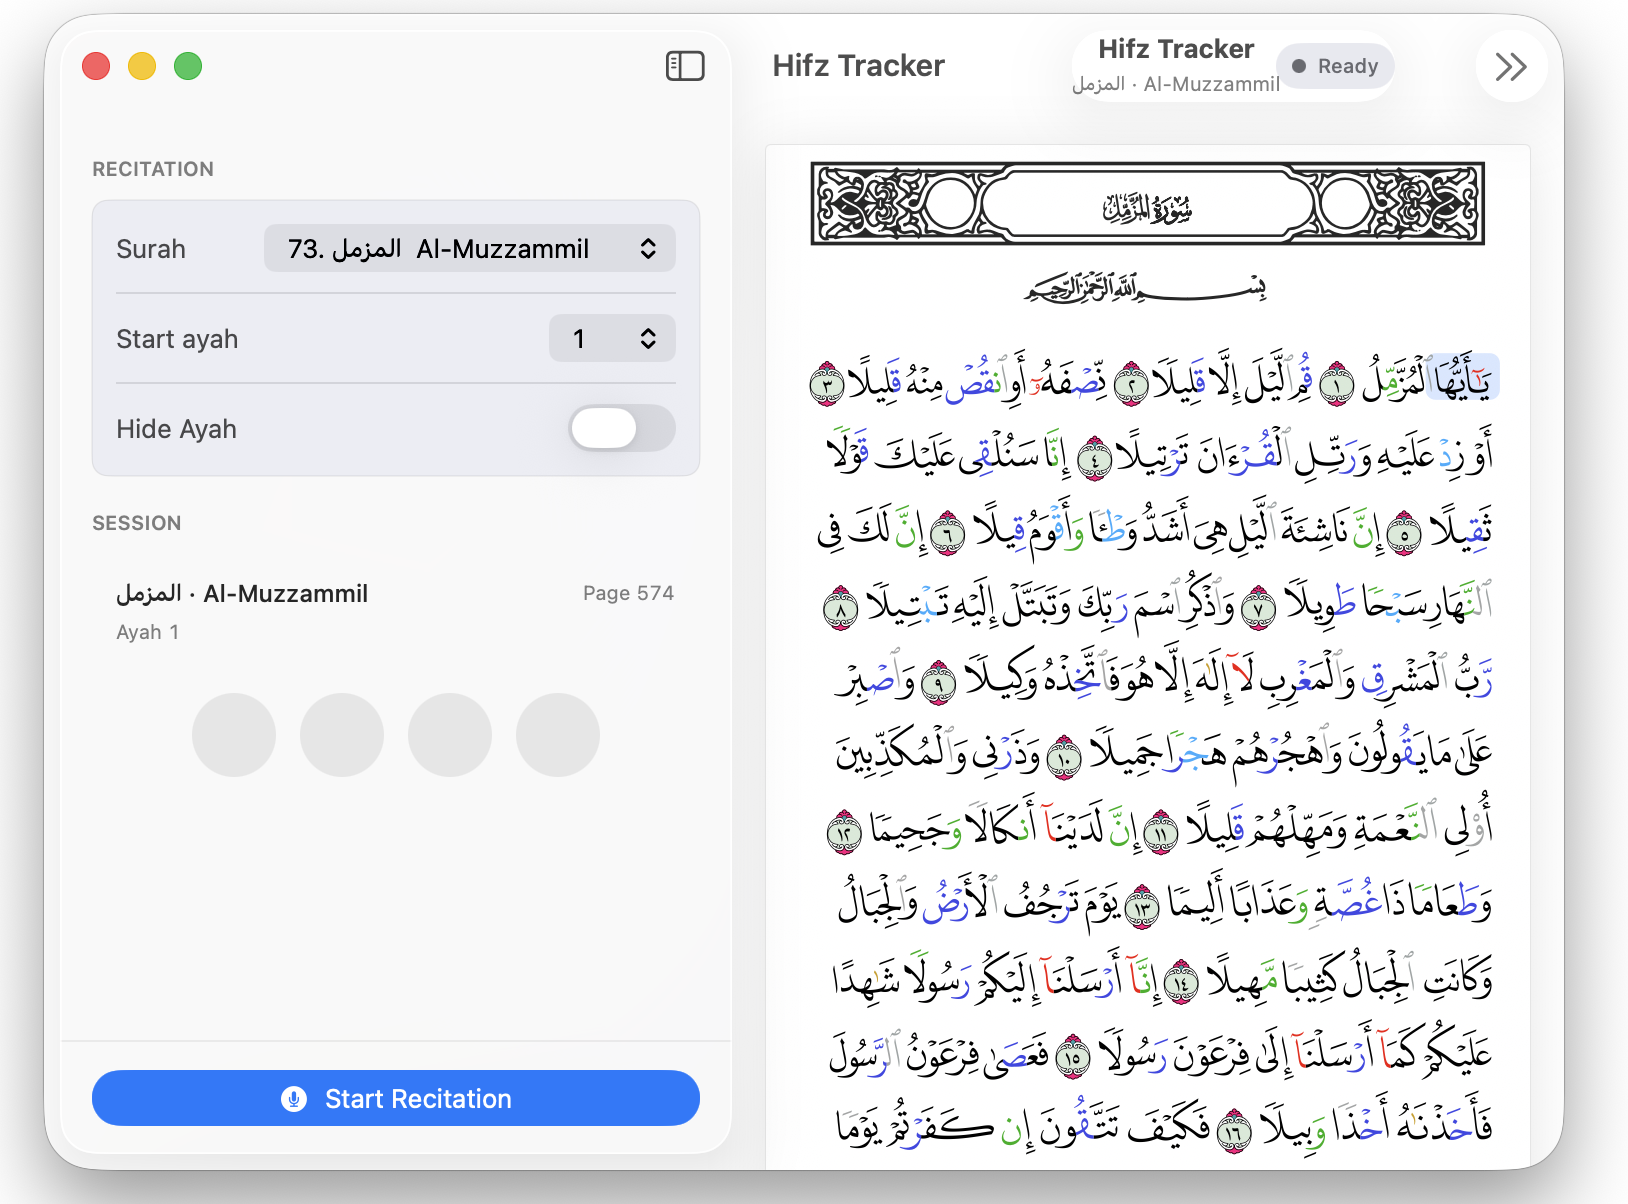 Hifz Tracker
Hifz Tracker
المزمل · Al-Muzzammil
Ready
RECITATION
Surah
73. المزمل Al-Muzzammil
Start ayah
1
Hide Ayah
SESSION
المزمل · Al-Muzzammil
Page 574
Ayah 1
Start Recitation
سُورَةُ المُزَّمِّلِ
بِسْمِ ٱللَّهِ ٱلرَّحْمَٰنِ ٱلرَّحِيمِ
يَٰٓأَيُّهَا ٱلْمُزَّمِّلُ ١ قُمِ ٱلَّيْلَ إِلَّا قَلِيلًا ٢ نِّصْفَهُۥٓ أَوِ ٱنقُصْ مِنْهُ قَلِيلًا ٣
أَوْ زِدْ عَلَيْهِ وَرَتِّلِ ٱلْقُرْءَانَ تَرْتِيلًا ٤ إِنَّا سَنُلْقِى عَلَيْكَ قَوْلًا
ثَقِيلًا ٥ إِنَّ نَاشِئَةَ ٱلَّيْلِ هِىَ أَشَدُّ وَطْـًٔا وَأَقْوَمُ قِيلًا ٦ إِنَّ لَكَ فِى
ٱلنَّهَارِ سَبْحًا طَوِيلًا ٧ وَٱذْكُرِ ٱسْمَ رَبِّكَ وَتَبَتَّلْ إِلَيْهِ تَبْتِيلًا ٨
رَّبُّ ٱلْمَشْرِقِ وَٱلْمَغْرِبِ لَآ إِلَٰهَ إِلَّا هُوَ فَٱتَّخِذْهُ وَكِيلًا ٩ وَٱصْبِرْ
عَلَىٰ مَا يَقُولُونَ وَٱهْجُرْهُمْ هَجْرًا جَمِيلًا ١٠ وَذَرْنِى وَٱلْمُكَذِّبِينَ
أُو۟لِى ٱلنَّعْمَةِ وَمَهِّلْهُمْ قَلِيلًا ١١ إِنَّ لَدَيْنَآ أَنكَالًا وَجَحِيمًا ١٢
وَطَعَامًا ذَا غُصَّةٍ وَعَذَابًا أَلِيمًا ١٣ يَوْمَ تَرْجُفُ ٱلْأَرْضُ وَٱلْجِبَالُ
وَكَانَتِ ٱلْجِبَالُ كَثِيبًا مَّهِيلًا ١٤ إِنَّآ أَرْسَلْنَآ إِلَيْكُمْ رَسُولًا شَٰهِدًا
عَلَيْكُمْ كَمَآ أَرْسَلْنَآ إِلَىٰ فِرْعَوْنَ رَسُولًا ١٥ فَعَصَىٰ فِرْعَوْنُ ٱلرَّسُولَ
فَأَخَذْنَٰهُ أَخْذًا وَبِيلًا ١٦ فَكَيْفَ تَتَّقُونَ إِن كَفَرْتُمْ يَوْمًا